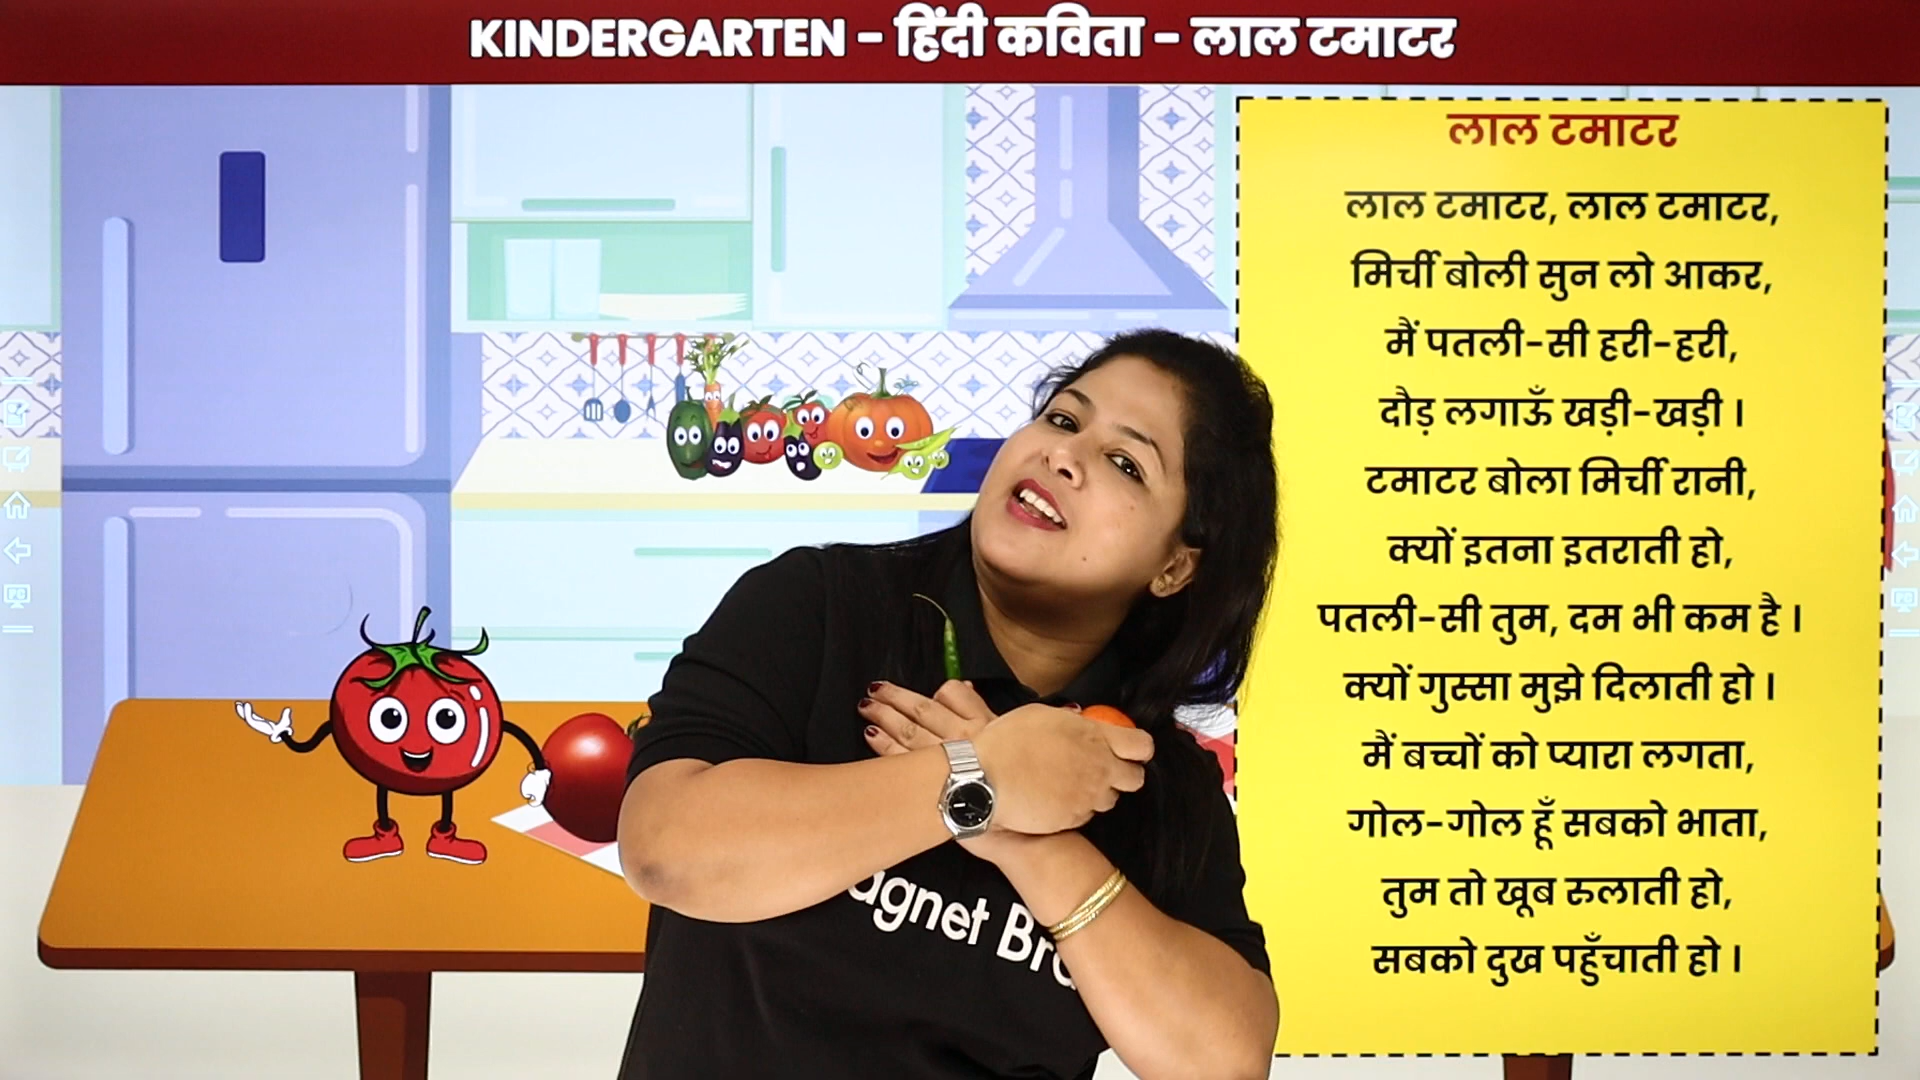 KINDERGARTEN - हिंदी कविता - लाल टमाटर
लाल टमाटर
लाल टमाटर, लाल टमाटर,
मिर्ची बोली सुन लो आकर,
मैं पतली-सी हरी-हरी,
दौड़ लगाऊँ खड़ी-खड़ी ।
टमाटर बोला मिर्ची रानी,
क्यों इतना इतराती हो,
पतली-सी तुम, दम भी कम है ।
क्यों गुस्सा मुझे दिलाती हो ।
मैं बच्चों को प्यारा लगता,
गोल-गोल हूँ सबको भाता,
तुम तो खूब रुलाती हो,
सबको दुख पहुँचाती हो ।
agnet Bra